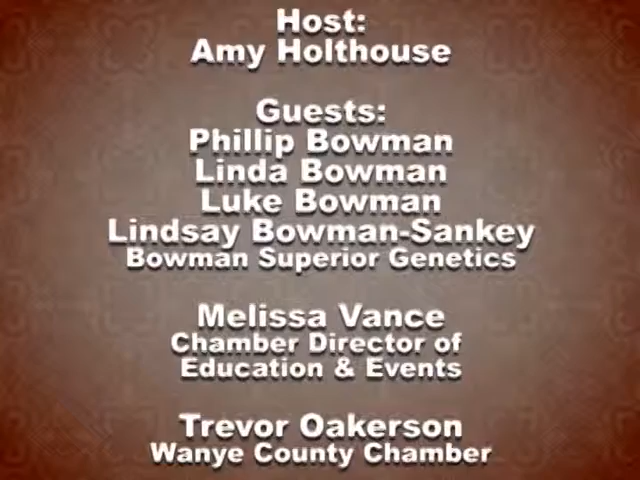 Host:
Amy Holthouse
Guests:
Phillip Bowman
Linda Bowman
Luke Bowman
Lindsay Bowman-Sankey
Bowman Superior Genetics
Melissa Vance
Chamber Director of
Education & Events
Trevor Oakerson
Wanye County Chamber